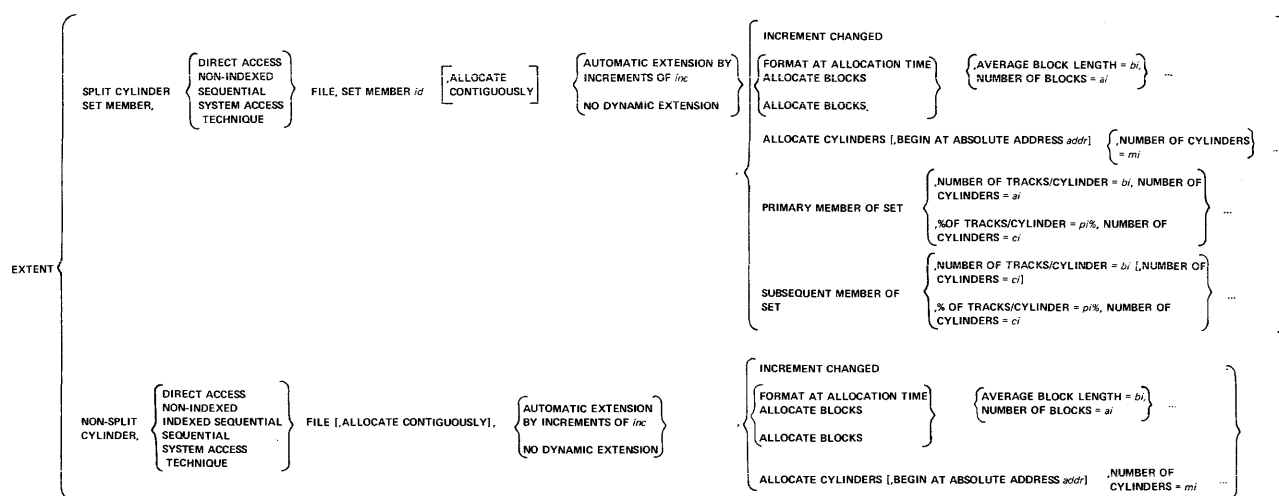 EXTENT
SPLIT CYLINDER
SET MEMBER,
DIRECT ACCESS
NON-INDEXED
SEQUENTIAL
SYSTEM ACCESS
TECHNIQUE
FILE, SET MEMBER id
,ALLOCATE
CONTIGUOUSLY
AUTOMATIC EXTENSION BY
INCREMENTS OF inc
NO DYNAMIC EXTENSION
,
INCREMENT CHANGED
FORMAT AT ALLOCATION TIME
ALLOCATE BLOCKS
ALLOCATE BLOCKS.
,AVERAGE BLOCK LENGTH = bi,
NUMBER OF BLOCKS = ai
...
ALLOCATE CYLINDERS [,BEGIN AT ABSOLUTE ADDRESS addr]
,NUMBER OF CYLINDERS
= mi
...
PRIMARY MEMBER OF SET
,NUMBER OF TRACKS/CYLINDER = bi, NUMBER OF
CYLINDERS = ai
,%OF TRACKS/CYLINDER = pi%, NUMBER OF
CYLINDERS = ci
...
SUBSEQUENT MEMBER OF
SET
,NUMBER OF TRACKS/CYLINDER = bi [,NUMBER OF
CYLINDERS = ci]
,% OF TRACKS/CYLINDER = pi%, NUMBER OF
CYLINDERS = ci
...
NON-SPLIT
CYLINDER,
DIRECT ACCESS
NON-INDEXED
INDEXED SEQUENTIAL
SEQUENTIAL
SYSTEM ACCESS
TECHNIQUE
FILE [,ALLOCATE CONTIGUOUSLY],
AUTOMATIC EXTENSION
BY INCREMENTS OF inc
NO DYNAMIC EXTENSION
,
INCREMENT CHANGED
FORMAT AT ALLOCATION TIME
ALLOCATE BLOCKS
ALLOCATE BLOCKS
AVERAGE BLOCK LENGTH = bi,
NUMBER OF BLOCKS = ai
...
ALLOCATE CYLINDERS [,BEGIN AT ABSOLUTE ADDRESS addr]
,NUMBER OF
CYLINDERS = mi
...